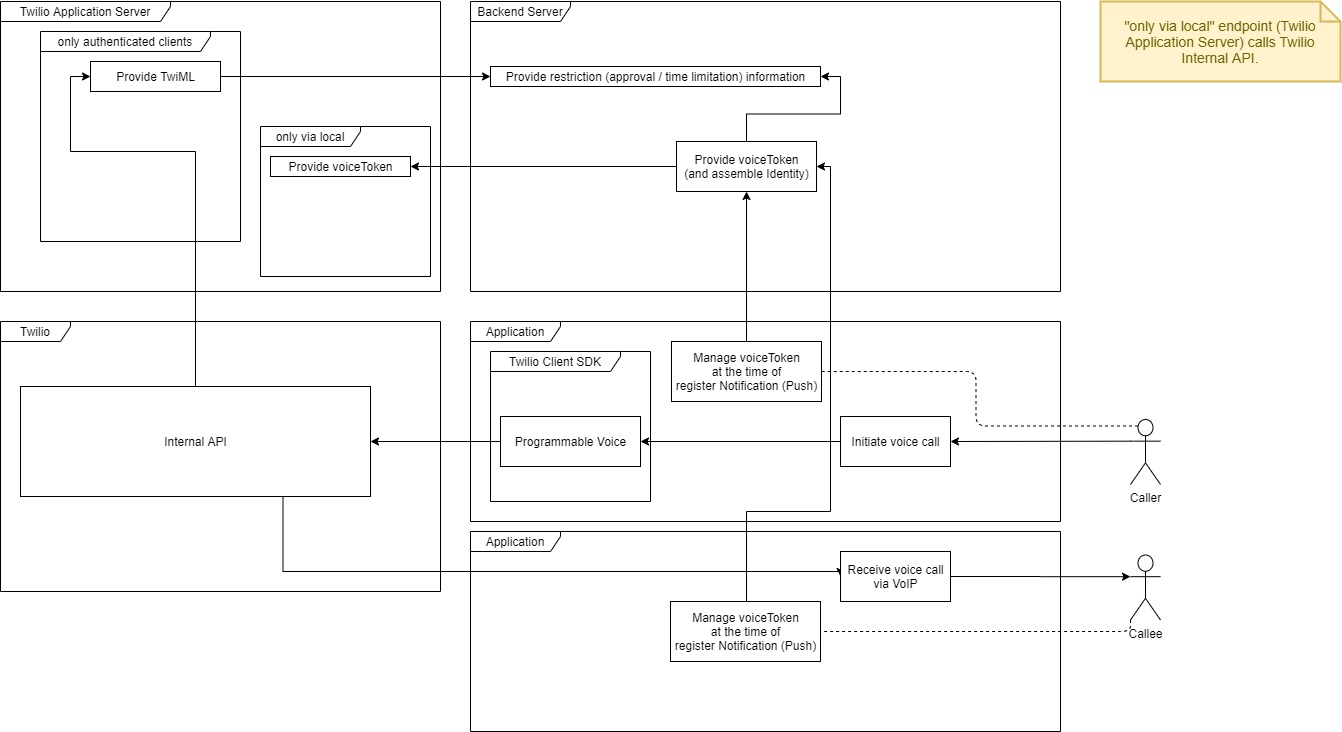 Twilio Application Server
only authenticated clients
Provide TwiML
only via local
Provide voiceToken
Backend Server
Provide restriction (approval / time limitation) information
Provide voiceToken
(and assemble Identity)
"only via local" endpoint (Twilio
Application Server) calls Twilio
Internal API.
Twilio
Internal API
Application
Twilio Client SDK
Programmable Voice
Manage voiceToken
at the time of
register Notification (Push)
Initiate voice call
Caller
Application
Receive voice call
via VoIP
Manage voiceToken
at the time of
register Notification (Push)
Callee